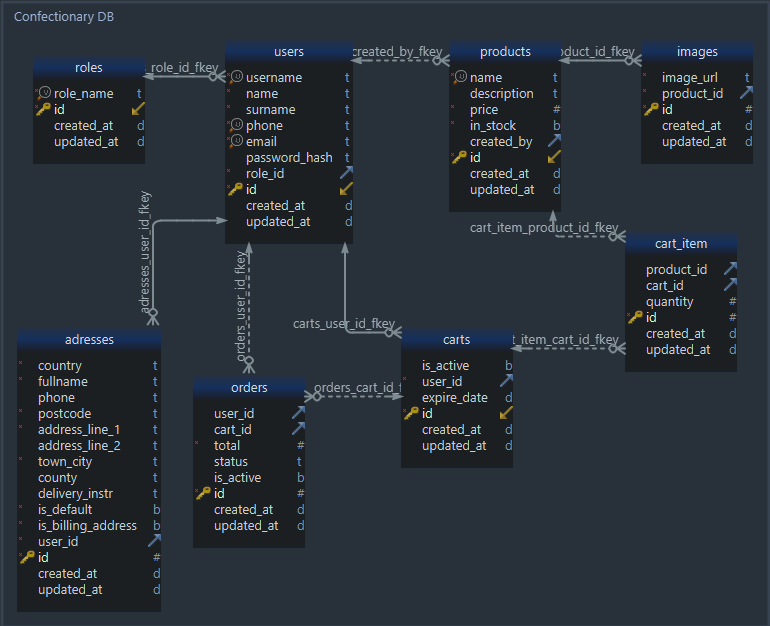 Confectionary DB
roles
role_name t
id
created_at d
updated_at d
role_id_fkey
users
username t
name t
surname t
phone t
email t
password_hash t
role_id
id
created_at d
updated_at d
created_by_fkey
products
name t
description t
price #
in_stock b
created_by
id
created_at d
updated_at d
oduct_id_fkey
images
image_url t
product_id
id #
created_at d
updated_at d
cart_item_product_id_fkey
cart_item
product_id
cart_id
quantity #
id #
created_at d
updated_at d
adresses_user_id_fkey
orders_user_id_fkey
carts_user_id_fkey
t_item_cart_id_fkey
orders_cart_id_f
adresses
country t
fullname t
phone t
postcode t
address_line_1 t
address_line_2 t
town_city t
county t
delivery_instr t
is_default b
is_billing_address b
user_id
id #
created_at d
updated_at d
orders
user_id
cart_id
total #
status t
is_active b
id #
created_at d
updated_at d
carts
is_active b
user_id
expire_date d
id
created_at d
updated_at d